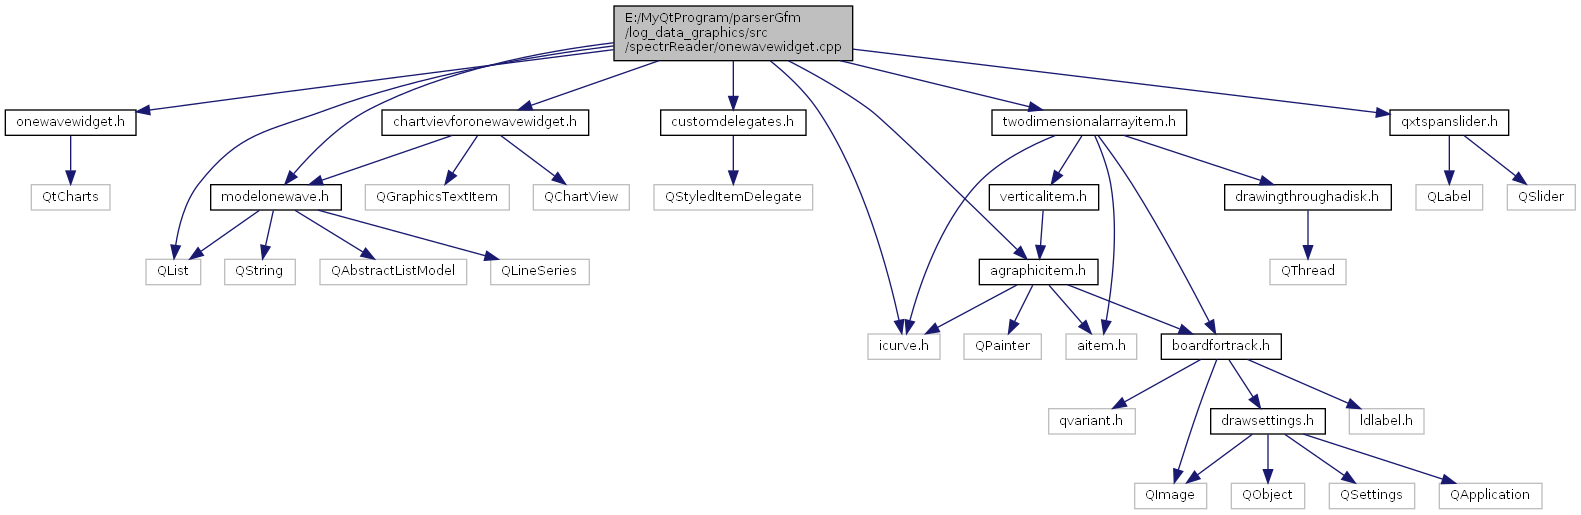 E:/MyQtProgram/parserGfm
/log_data_graphics/src
/spectrReader/onewavewidget.cpp
onewavewidget.h
chartvievforonewavewidget.h
customdelegates.h
twodimensionalarrayitem.h
qxtspanslider.h
QtCharts
modelonewave.h
QGraphicsTextItem
QChartView
QStyledItemDelegate
verticalitem.h
drawingthroughadisk.h
QLabel
QSlider
QList
QString
QAbstractListModel
QLineSeries
agraphicitem.h
QThread
icurve.h
QPainter
aitem.h
boardfortrack.h
qvariant.h
drawsettings.h
ldlabel.h
QImage
QObject
QSettings
QApplication